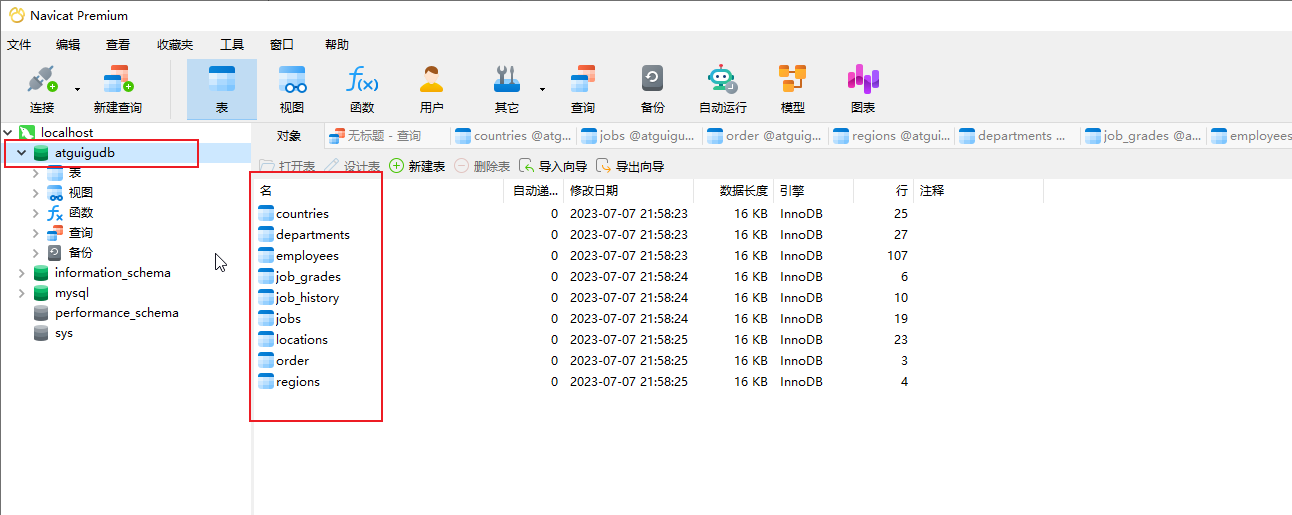 Navicat Premium
文件 编辑 查看 收藏夹 工具 窗口 帮助
连接 新建查询 表 视图 函数 用户 其它 查询 备份 自动运行 模型 图表
localhost
atguigudb
表
视图
函数
查询
备份
information_schema
mysql
performance_schema
sys
对象 无标题 - 查询 countries @atgu... jobs @atguigu... order @atguig... regions @atgui... departments ... job_grades @a... employees
打开表 设计表 新建表 删除表 导入向导 导出向导
名 自动递... 修改日期 数据长度 引擎 行 注释
countries 0 2023-07-07 21:58:23 16 KB InnoDB 25
departments 0 2023-07-07 21:58:23 16 KB InnoDB 27
employees 0 2023-07-07 21:58:23 16 KB InnoDB 107
job_grades 0 2023-07-07 21:58:24 16 KB InnoDB 6
job_history 0 2023-07-07 21:58:24 16 KB InnoDB 10
jobs 0 2023-07-07 21:58:24 16 KB InnoDB 19
locations 0 2023-07-07 21:58:25 16 KB InnoDB 23
order 0 2023-07-07 21:58:25 16 KB InnoDB 3
regions 0 2023-07-07 21:58:25 16 KB InnoDB 4